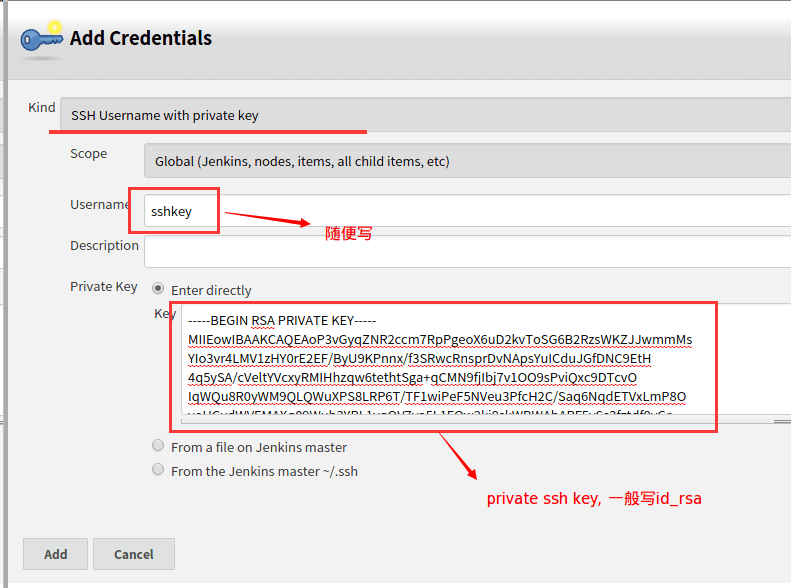 Add Credentials
Kind
SSH Username with private key
Scope
Global (Jenkins, nodes, items, all child items, etc)
Username
sshkey
随便写
Description
Private Key
Enter directly
Key
-----BEGIN RSA PRIVATE KEY-----
MIIEowIBAAKCAQEAoP3vGyqZNR2ccm7RpPgeoX6uD2kvToSG6B2RzsWKZJJwmmMs
YIo3vr4LMV1zHY0rE2EF/ByU9KPnnx/f3SRwcRnsprDvNApsYuICduJGfDNC9EtH
4q5ySA/cVeltYVcxyRMIHhzqw6tethtSga+qCMN9fjIbj7v1OO9sPviQxc9DTcvO
IqWQu8R0yWM9QLQWuXPS8LRP6T/TF1wiPeF5NVeu3PfcH2C/Saq6NqdETVxLmP8O
From a file on Jenkins master
From the Jenkins master ~/.ssh
private ssh key, 一般写id_rsa
Add
Cancel